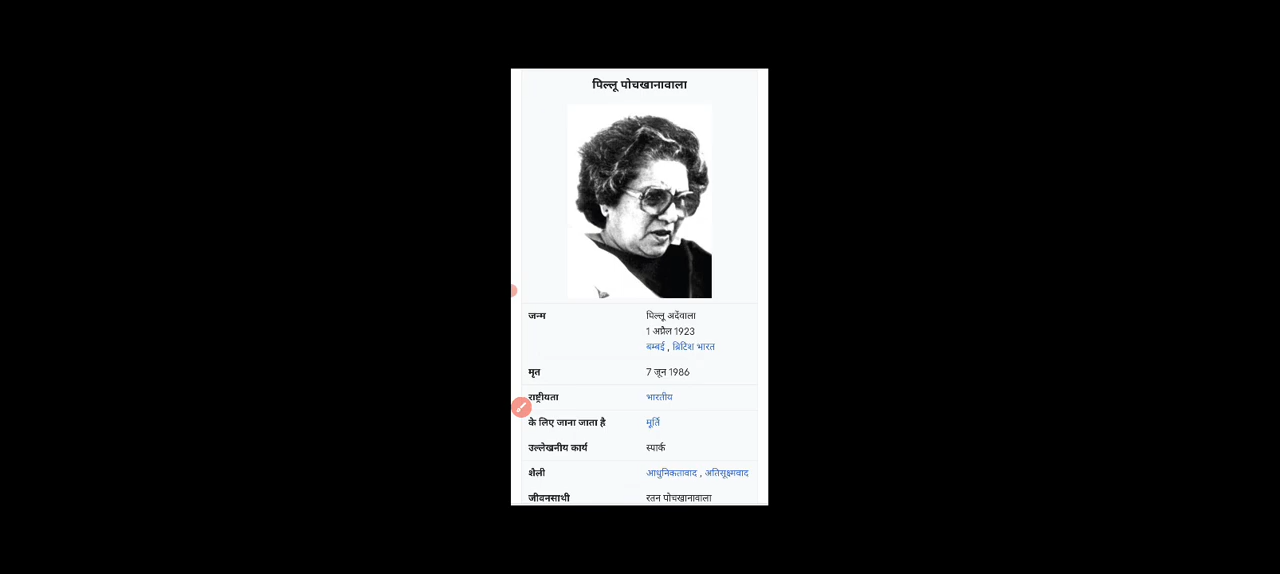 पिल्लू पोचखानावाला
जन्म
पिल्लू अर्देवाला
1 अप्रैल 1923
बम्बई , ब्रिटिश भारत
मृत 7 जून 1986
राष्ट्रीयता भारतीय
के लिए जाना जाता है मूर्ति
उल्लेखनीय कार्य स्पार्क
शैली आधुनिकतावाद , अतिसूक्ष्मवाद
जीवनसाथी रतन पोचखानावाला